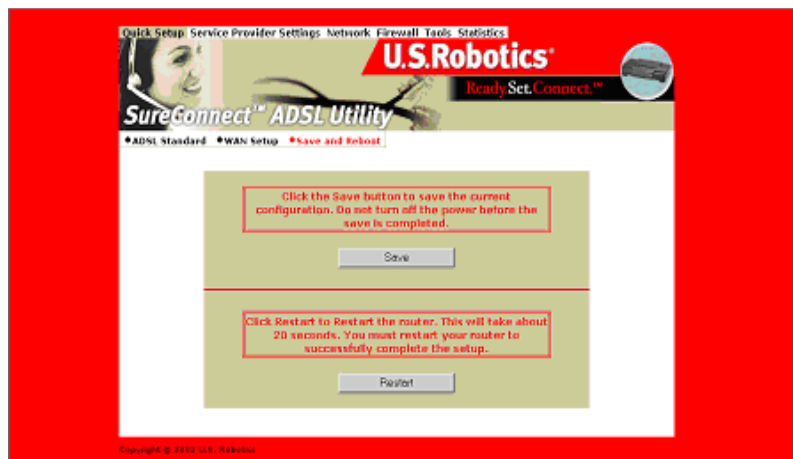 Quick Setup Service Provider Settings Network Firewall Tools Statistics
U.S.Robotics®
Ready.Set.Connect.™
SureConnect™ ADSL Utility
ADSL Standard WAN Setup Save and Reboot
Click the Save button to save the current
configuration. Do not turn off the power before the
save is completed.
Save
Click Restart to Restart the router. This will take about
20 seconds. You must restart your router to
successfully complete the setup.
Restart
Copyright © 2002 U.S. Robotics